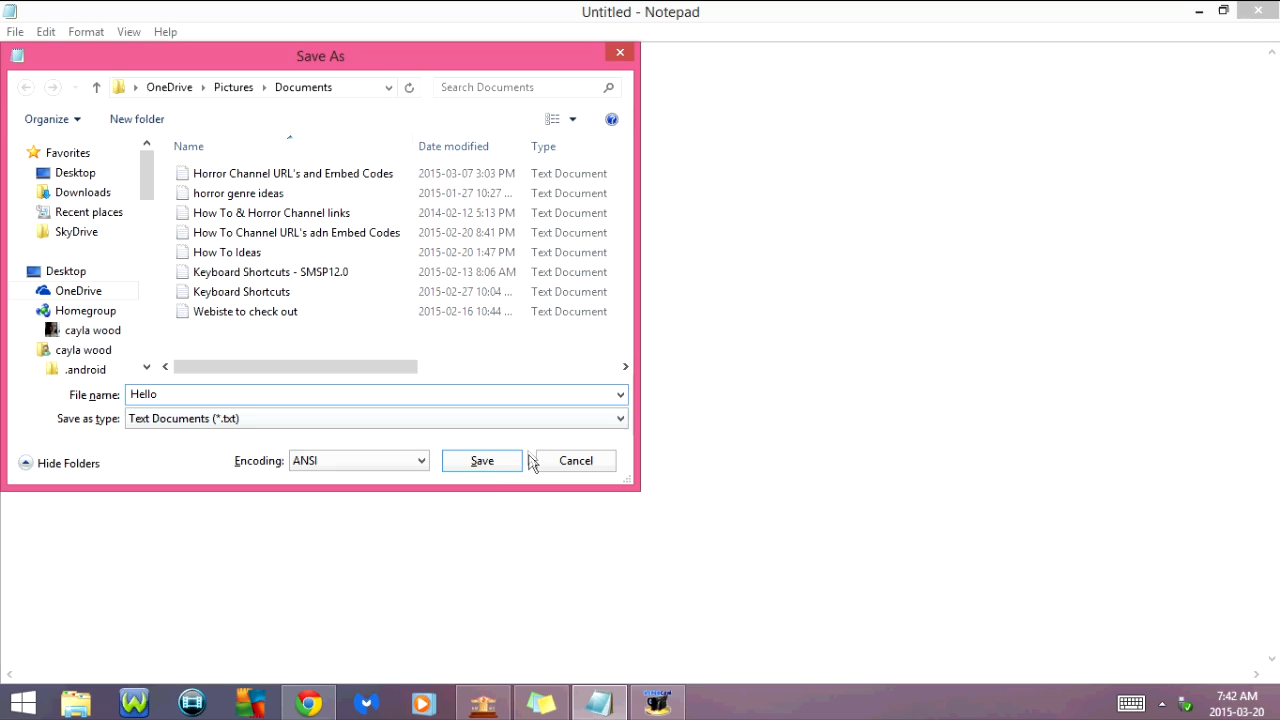 Untitled - Notepad
File Edit Format View Help
Save As
OneDrive Pictures Documents Search Documents
Organize New folder
Name Date modified Type
Favorites
Desktop
Downloads
Recent places
SkyDrive
Desktop
OneDrive
Homegroup
cayla wood
cayla wood
.android
Horror Channel URL's and Embed Codes 2015-03-07 3:03 PM Text Document
horror genre ideas 2015-01-27 10:27 ... Text Document
How To & Horror Channel links 2014-02-12 5:13 PM Text Document
How To Channel URL's adn Embed Codes 2015-02-20 8:41 PM Text Document
How To Ideas 2015-02-20 1:47 PM Text Document
Keyboard Shortcuts - SMSP12.0 2015-02-13 8:06 AM Text Document
Keyboard Shortcuts 2015-02-27 10:04 ... Text Document
Webiste to check out 2015-02-16 10:44 ... Text Document
File name: Hello
Save as type: Text Documents (*.txt)
Hide Folders Encoding: ANSI Save Cancel
7:42 AM
2015-03-20